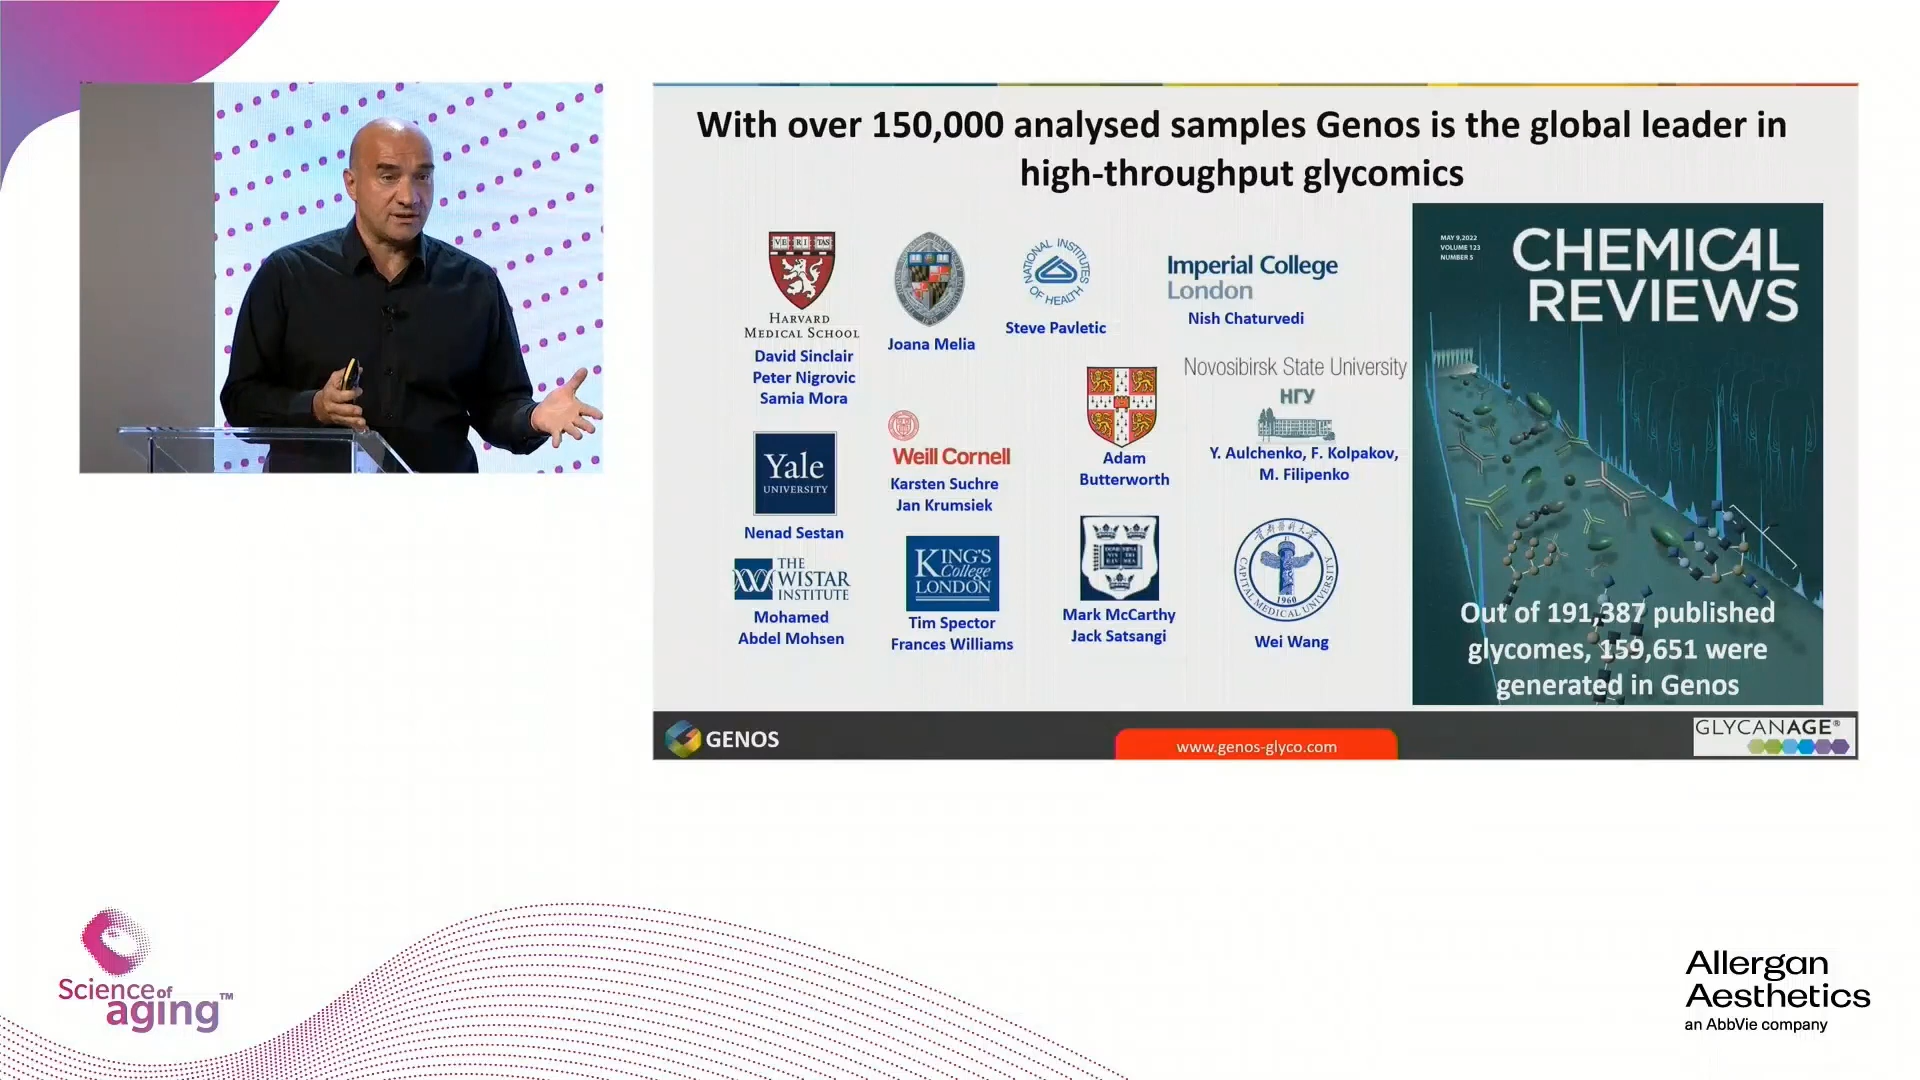 With over 150,000 analysed samples Genos is the global leader in
high-throughput glycomics
VERITAS
HARVARD
MEDICAL SCHOOL
David Sinclair
Peter Nigrovic
Samia Mora
Joana Melia
NATIONAL INSTITUTES
OF HEALTH
Steve Pavletic
Imperial College
London
Nish Chaturvedi
Novosibirsk State University
НГУ
Y. Aulchenko, F. Kolpakov,
M. Filipenko
Yale
UNIVERSITY
Nenad Sestan
Weill Cornell
Karsten Suchre
Jan Krumsiek
Adam
Butterworth
THE
WISTAR
INSTITUTE
Mohamed
Abdel Mohsen
KING'S
College
LONDON
Tim Spector
Frances Williams
Mark McCarthy
Jack Satsangi
CAPITAL MEDICAL UNIVERSITY
1960
Wei Wang
MAY 9, 2022
VOLUME 123
NUMBER 5
CHEMICAL
REVIEWS
Out of 191,387 published
glycomes, 159,651 were
generated in Genos
GENOS
www.genos-glyco.com
GLYCANAGE®
Science of
aging™
Allergan
Aesthetics
an AbbVie company